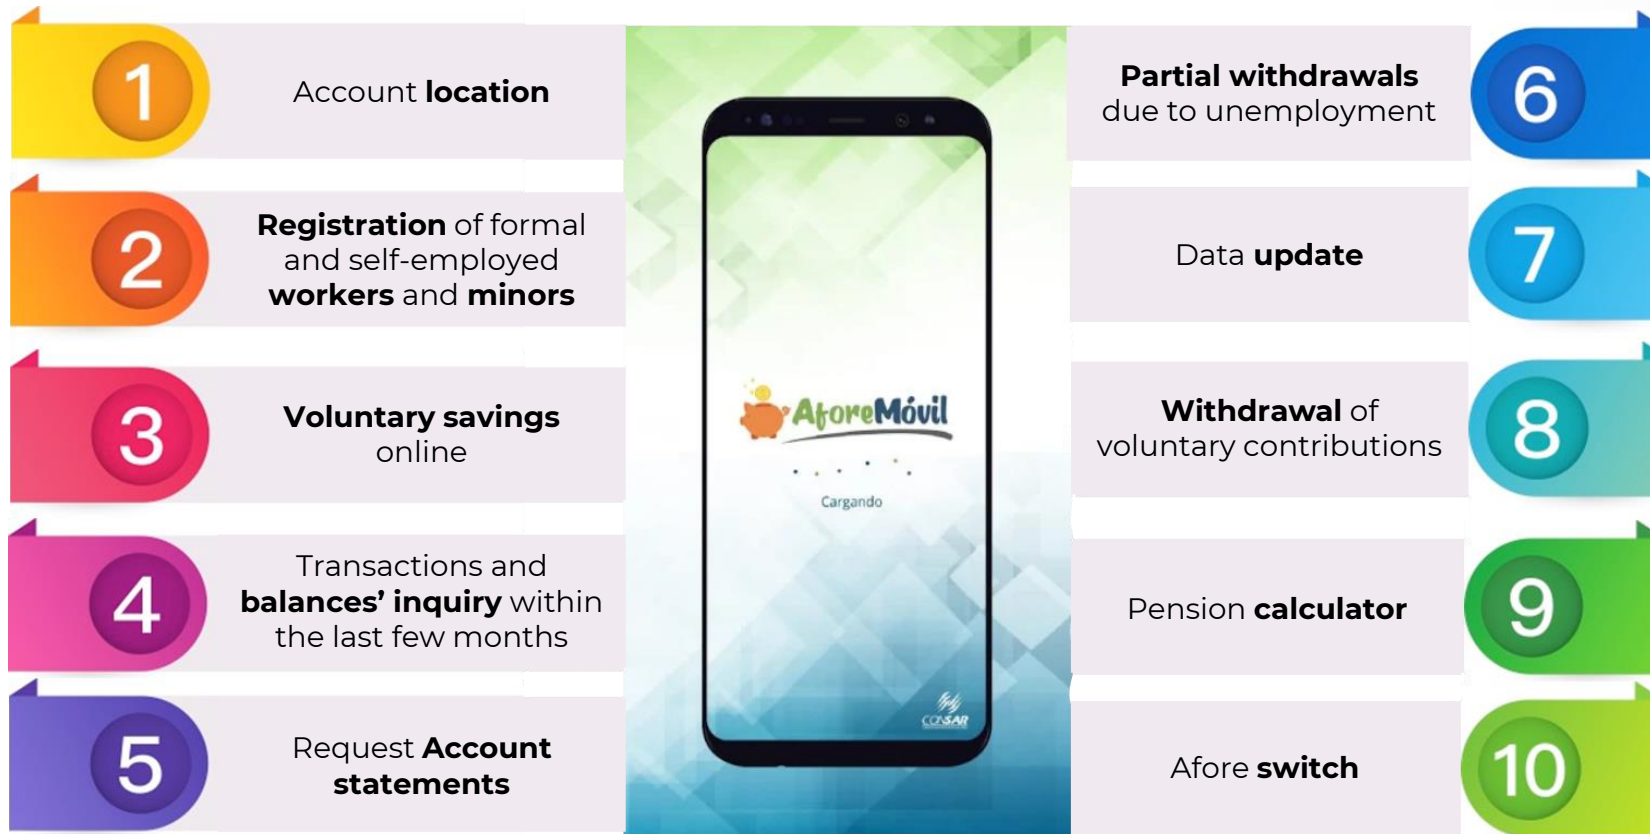 1
Account location
2
Registration of formal
and self-employed
workers and minors
3
Voluntary savings
online
4
Transactions and
balances’ inquiry within
the last few months
5
Request Account
statements
AforeMóvil
Cargando
CONSAR
Partial withdrawals
due to unemployment
6
Data update
7
Withdrawal of
voluntary contributions
8
Pension calculator
9
Afore switch
10